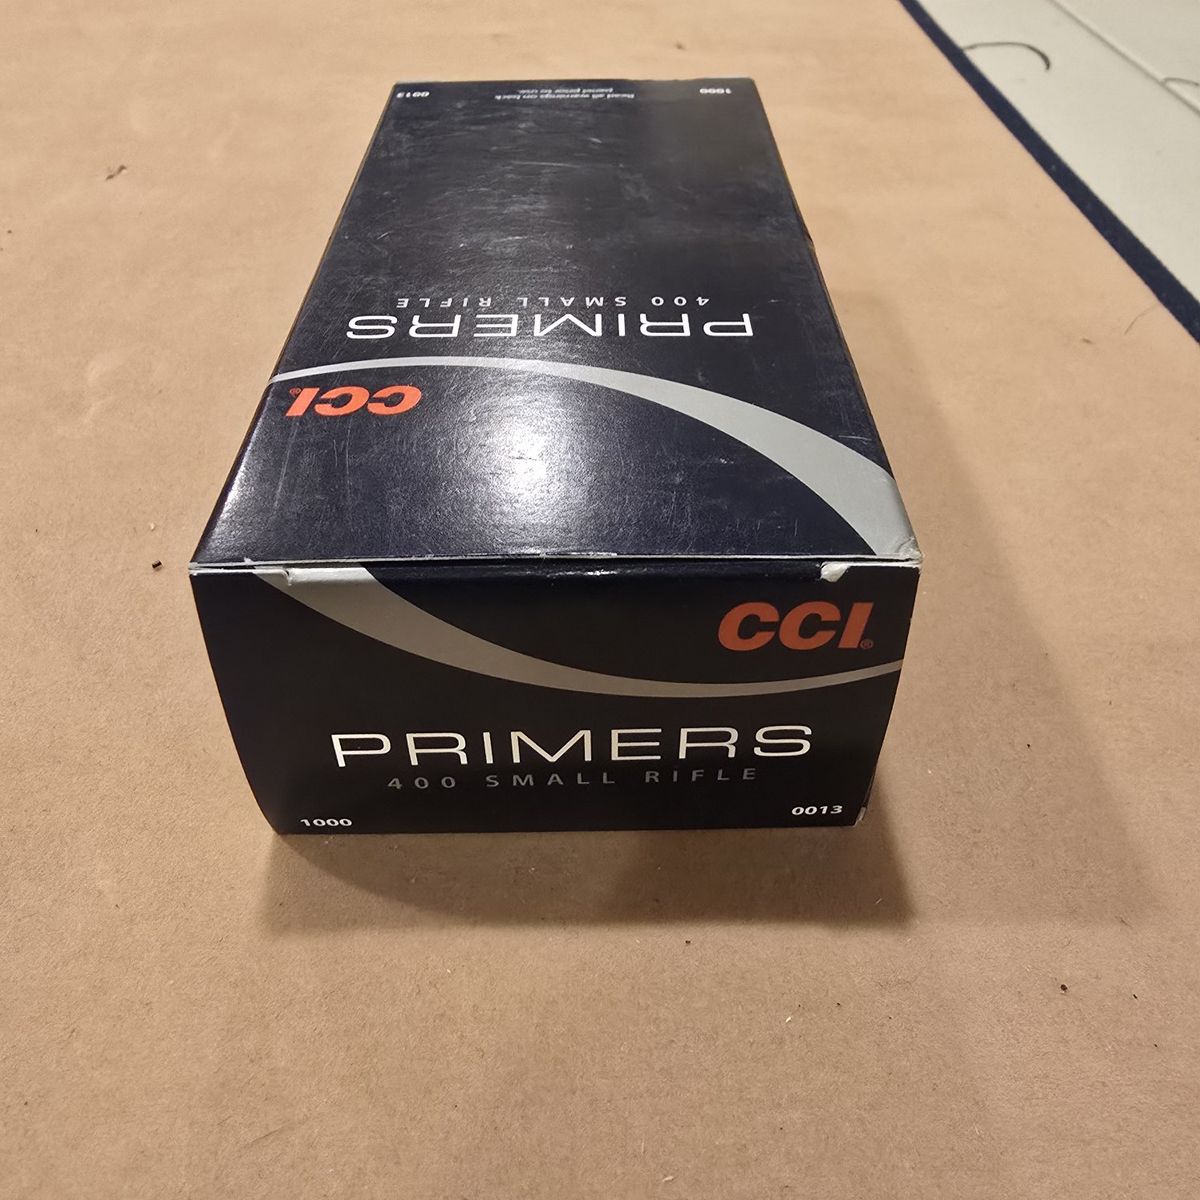 0013
Read all warnings on back
panel prior to use.
1000
400 SMALL RIFLE
PRIMERS
CCI®
CCI®
PRIMERS
400 SMALL RIFLE
1000
0013